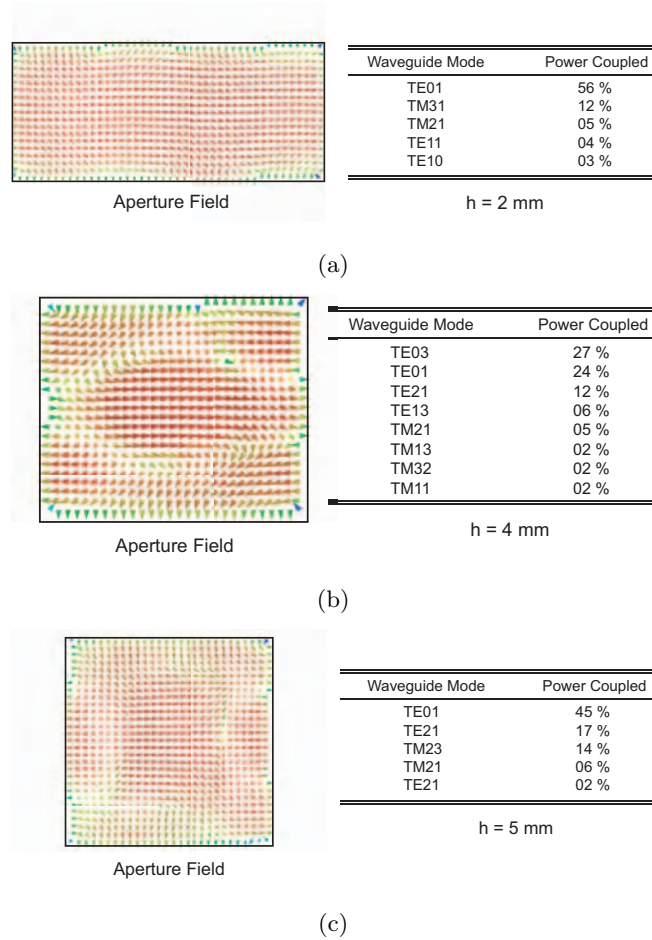 Waveguide Mode Power Coupled
TE01 56 %
TM31 12 %
TM21 05 %
TE11 04 %
TE10 03 %
Aperture Field
h = 2 mm
(a)
Waveguide Mode Power Coupled
TE03 27 %
TE01 24 %
TE21 12 %
TE13 06 %
TM21 05 %
TM13 02 %
TM32 02 %
TM11 02 %
Aperture Field
h = 4 mm
(b)
Waveguide Mode Power Coupled
TE01 45 %
TE21 17 %
TM23 14 %
TM21 06 %
TE21 02 %
Aperture Field
h = 5 mm
(c)